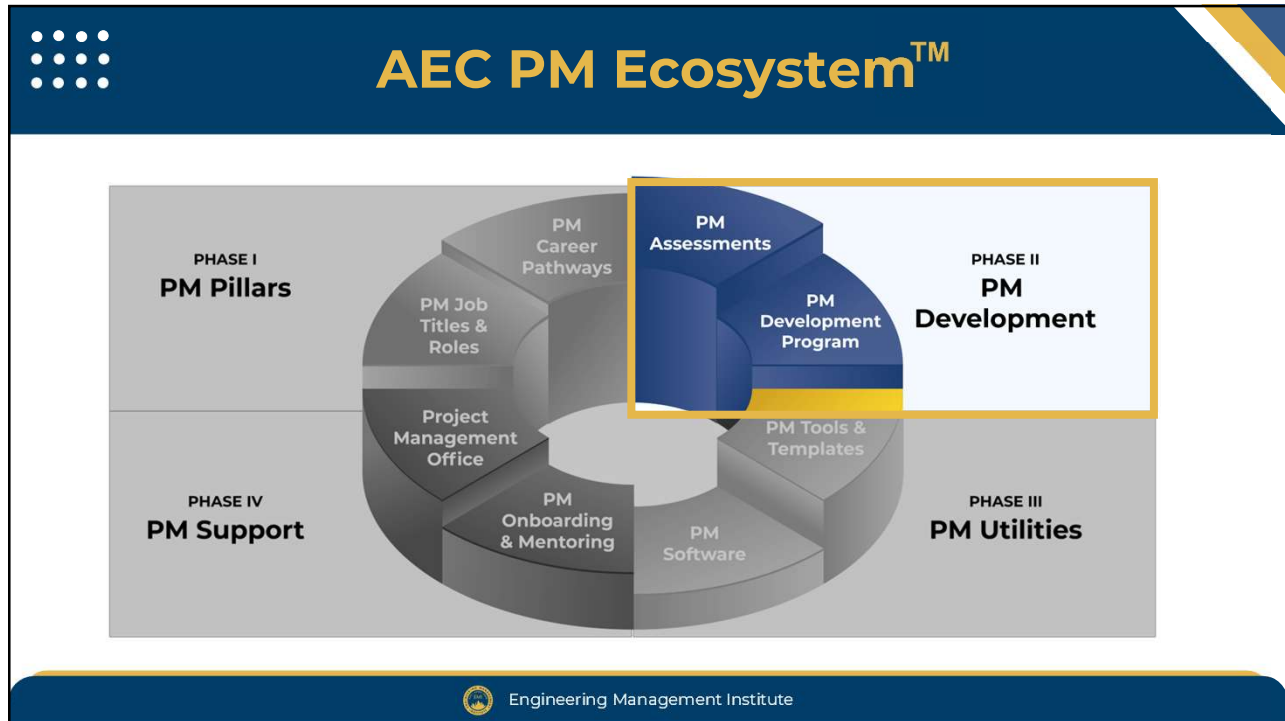 AEC PM Ecosystem™
PHASE I
PM Pillars
PM
Career
Pathways
PM Job
Titles &
Roles
PM
Assessments
PM
Development
Program
PHASE II
PM
Development
Project
Management
Office
PM
Onboarding
& Mentoring
PHASE IV
PM Support
PM Tools &
Templates
PM
Software
PHASE III
PM Utilities
Engineering Management Institute